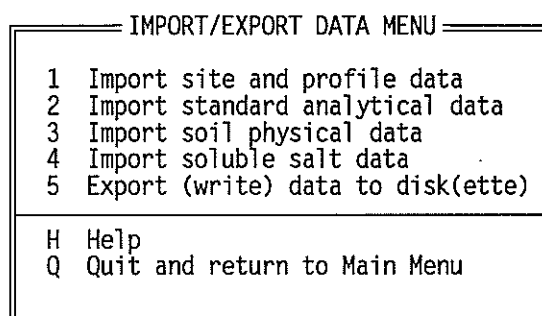 IMPORT/EXPORT DATA MENU
1 Import site and profile data
2 Import standard analytical data
3 Import soil physical data
4 Import soluble salt data
5 Export (write) data to disk(ette)
H Help
Q Quit and return to Main Menu